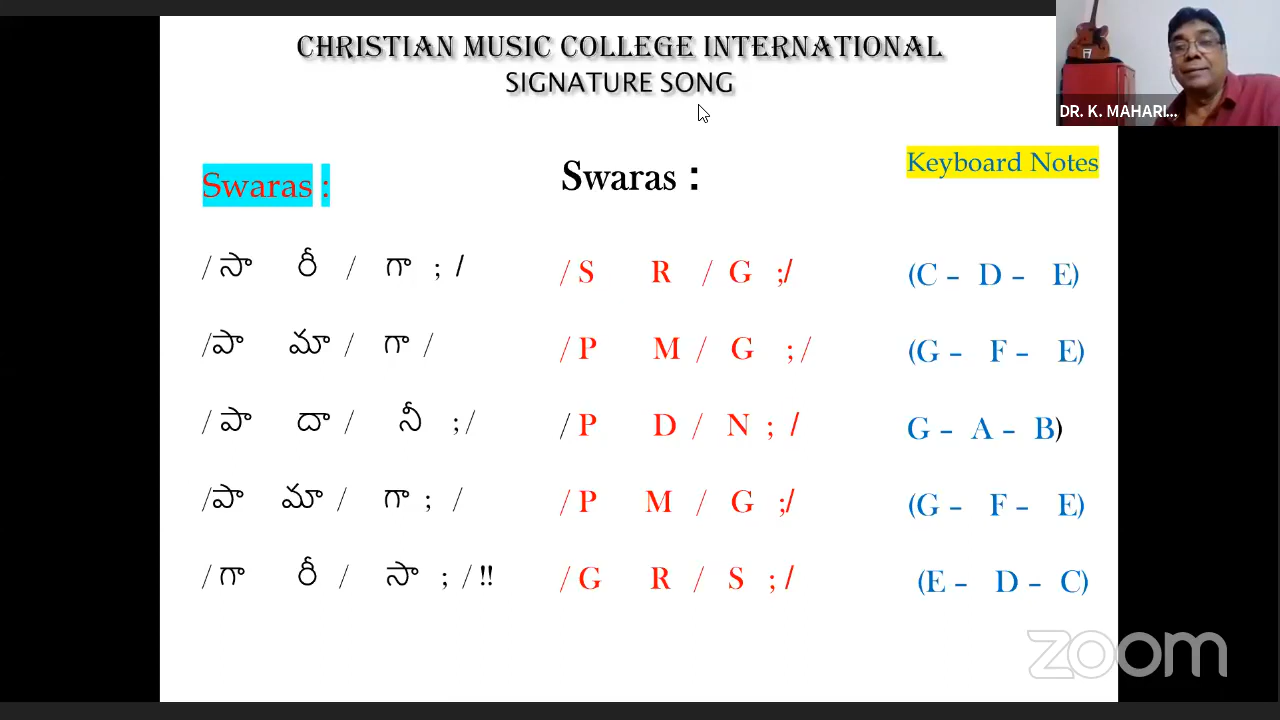 CHRISTIAN MUSIC COLLEGE INTERNATIONAL
SIGNATURE SONG
DR. K. MAHARI...
Swaras : Swaras : Keyboard Notes
/ సా రీ / గా ; / / S R / G ;/ (C – D – E)
/పా మా / గా / / P M / G ; / (G – F – E)
/ పా దా / నీ ; / / P D / N ; / G – A – B)
/పా మా / గా ; / / P M / G ;/ (G – F – E)
/ గా రీ / సా ; / !! / G R / S ; / (E – D – C)
zoom